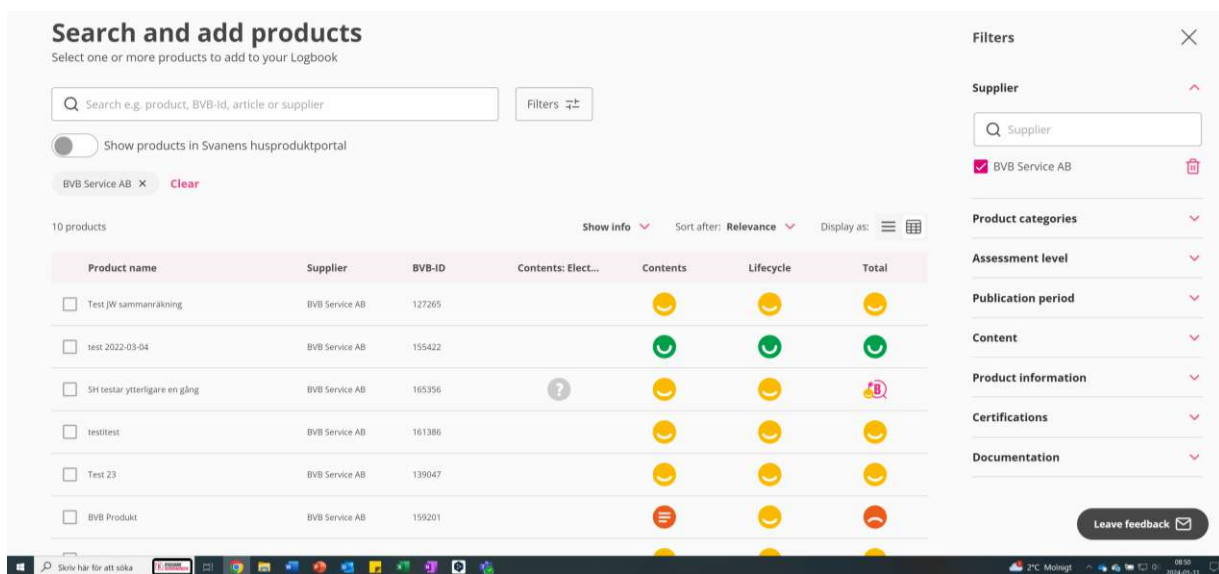 Search and add products
Select one or more products to add to your Logbook
Search e.g. product, BVB-id, article or supplier
Filters
Show products in Svanens husproduktportal
BVB Service AB
Clear
10 products
Show info
Sort after: Relevance
Display as:
Product name Supplier BVB-ID Contents: Elect... Contents Lifecycle Total
Test JW sammanräkning BVB Service AB 127265
test 2022-03-04 BVB Service AB 155422
SH testar ytterligare en gång BVB Service AB 165356
testitest BVB Service AB 161386
Test 23 BVB Service AB 139047
BVB Produkt BVB Service AB 159201
Filters
Supplier
Supplier
BVB Service AB
Product categories
Assessment level
Publication period
Content
Product information
Certifications
Documentation
Leave feedback
Skriv här för att söka
2°C Molnigt
08:50
2024-01-11